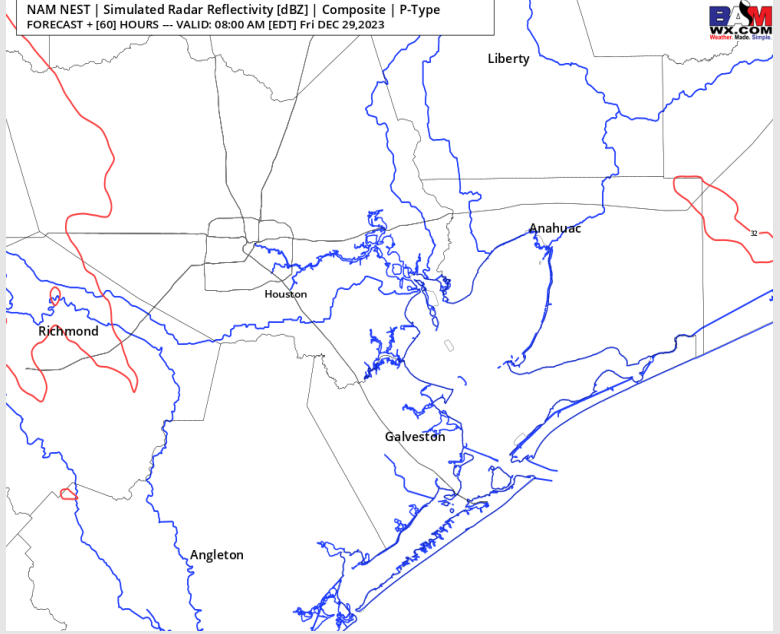 NAM NEST | Simulated Radar Reflectivity [dBZ] | Composite | P-Type
FORECAST + [60] HOURS --- VALID: 08:00 AM [EDT] Fri DEC 29,2023
BAM
WX.COM
Weather. Made. Simple.
Liberty
Anahuac
32
Houston
Richmond
Galveston
Angleton